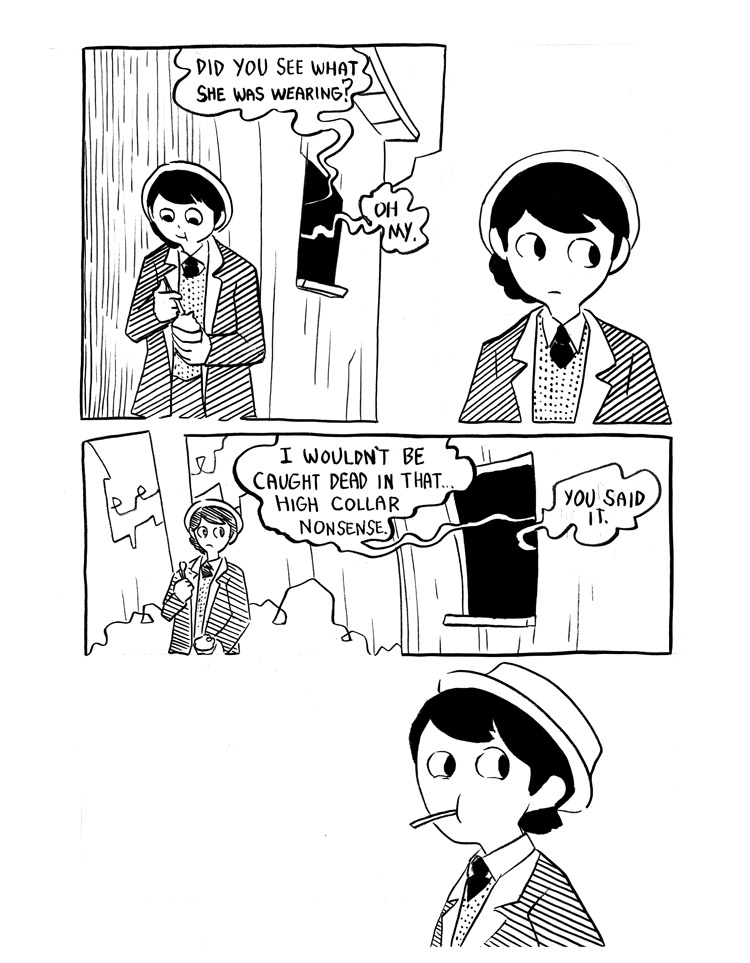 DID YOU SEE WHAT
SHE WAS WEARING?
OH
MY.
I WOULDN'T BE
CAUGHT DEAD IN THAT...
HIGH COLLAR
NONSENSE.
YOU SAID
IT.